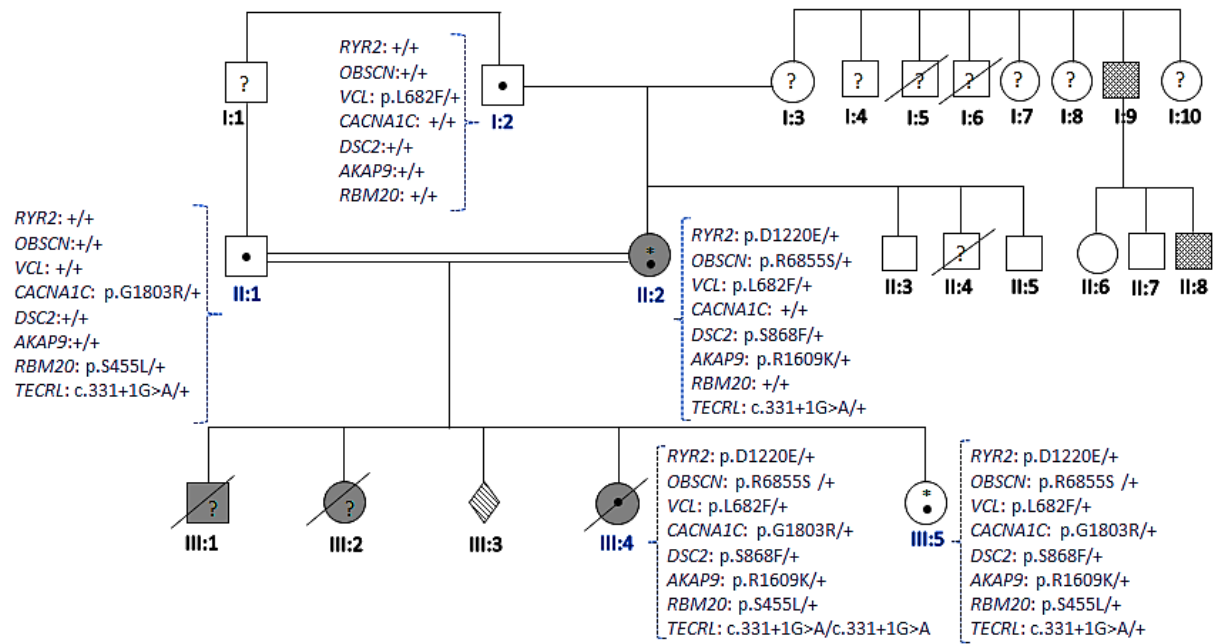 RYR2: +/+
OBSCN:+/+
VCL: p.L682F/+
CACNA1C: +/+
DSC2:+/+
AKAP9:+/+
RBM20: +/+
?
I:1
I:2
?
I:3
?
I:4
?
I:5
?
I:6
?
I:7
?
I:8
I:9
?
I:10
RYR2: +/+
OBSCN:+/+
VCL: +/+
CACNA1C: p.G1803R/+
DSC2:+/+
AKAP9:+/+
RBM20: p.S455L/+
TECRL: c.331+1G>A/+
II:1
*
II:2
RYR2: p.D1220E/+
OBSCN: p.R6855S/+
VCL: p.L682F/+
CACNA1C: +/+
DSC2: p.S868F/+
AKAP9: p.R1609K/+
RBM20: +/+
TECRL: c.331+1G>A/+
II:3
?
II:4
II:5
II:6
II:7
II:8
?
III:1
?
III:2
III:3
III:4
RYR2: p.D1220E/+
OBSCN: p.R6855S /+
VCL: p.L682F/+
CACNA1C: p.G1803R/+
DSC2: p.S868F/+
AKAP9: p.R1609K/+
RBM20: p.S455L/+
TECRL: c.331+1G>A/c.331+1G>A
*
III:5
RYR2: p.D1220E/+
OBSCN: p.R6855S /+
VCL: p.L682F/+
CACNA1C: p.G1803R/+
DSC2: p.S868F/+
AKAP9: p.R1609K/+
RBM20: p.S455L/+
TECRL: c.331+1G>A/+